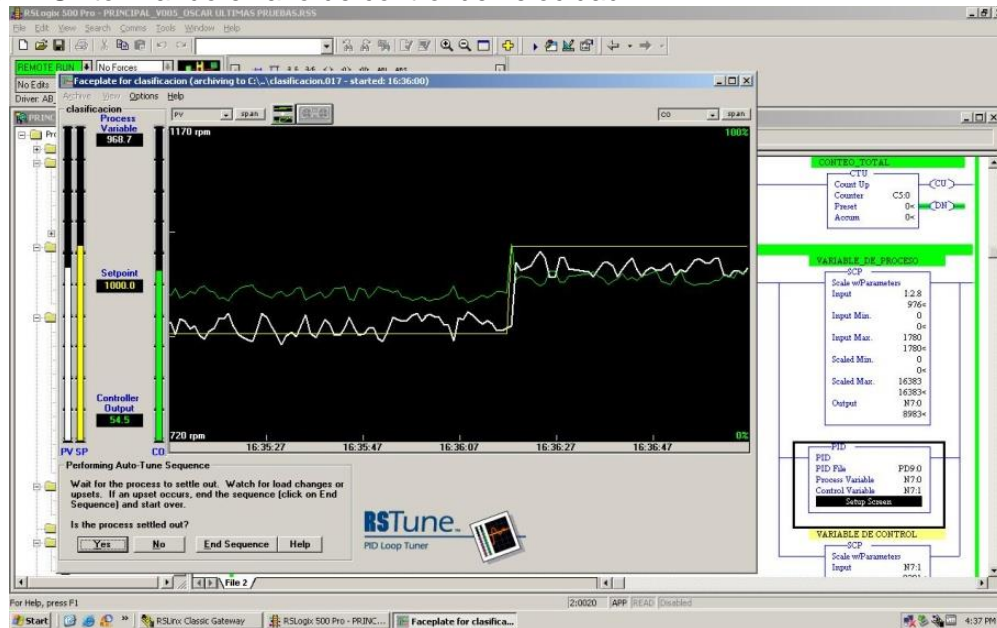 RSLogix 500 Pro - PRINCIPAL_V005_OSCAR ULTIMAS PRUEBAS.RSS
File Edit View Search Comms Tools Window Help
REMOTE RUN No Forces
No Edits
Driver: AB_
Faceplate for clasificacion (archiving to C:\..\clasificacion.017 - started: 16:36:00)
Archive View Options Help
clasificacion
PV span
CO span
Process Variable
968.7
1170 rpm
100%
Setpoint
1000.0
Controller Output
54.5
720 rpm
0%
PV SP CO
16:35:27 16:35:47 16:36:07 16:36:27 16:36:47
Performing Auto-Tune Sequence
Wait for the process to settle out. Watch for load changes or
upsets. If an upset occurs, end the sequence (click on End
Sequence) and start over.
Is the process settled out?
Yes No End Sequence Help
RSTune
PID Loop Tuner
CONTEO_TOTAL
CTU
Count Up
Counter C5:0
Preset 0<
Accum 0<
CU
DN
VARIABLE_DE_PROCESO
SCP
Scale w/Parameters
Input I:2.8
976<
Input Min. 0
0<
Input Max. 1780
1780<
Scaled Min. 0
0<
Scaled Max. 16383
16383<
Output N7:0
8983<
PID
PID
PID File PD9:0
Process Variable N7:0
Control Variable N7:1
Setup Screen
VARIABLE DE CONTROL
SCP
Scale w/Parameters
Input N7:1
File 2
For Help, press F1
2:0020 APP READ Disabled
Start
RSLinx Classic Gateway
RSLogix 500 Pro - PRINC...
Faceplate for clasifica...
4:37 PM